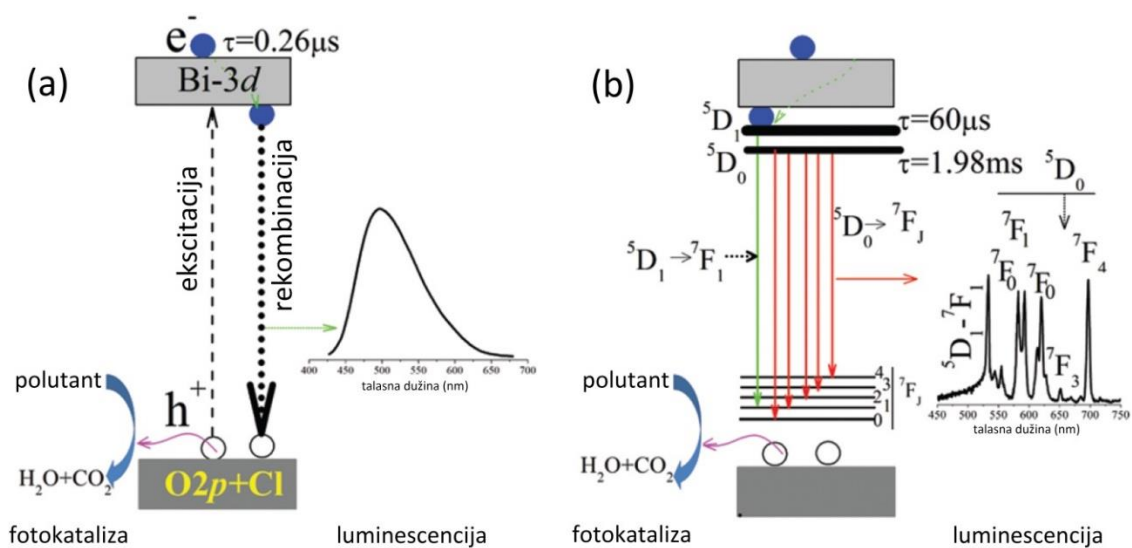 (a)
e⁻
τ=0.26μs
Bi-3d
ekscitacija
rekombinacija
polutant
h⁺
H₂O+CO₂
O2p+Cl
fotokataliza
luminescencija
400 450 500 550 600 650 700
talasna dužina (nm)
(b)
⁵D₁
τ=60μs
⁵D₀
τ=1.98ms
⁵D₁→⁷F₁
⁵D₀→⁷F_J
4
3
2
1
0
⁷F_J
polutant
H₂O+CO₂
fotokataliza
luminescencija
⁵D₀
⁷F₁
⁷F₄
⁷F₀
⁷F₀
⁵D₁-⁷F₁
⁷F₃
450 500 550 600 650 700 750
talasna dužina (nm)